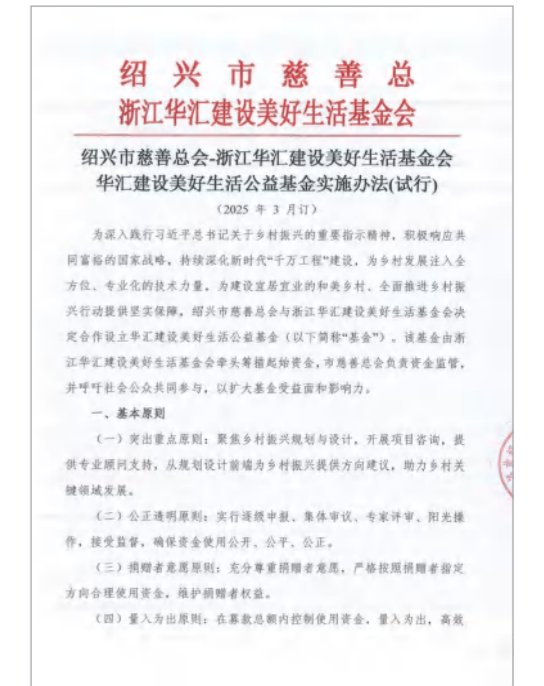 绍兴市慈善总
浙江华汇建设美好生活基金会
绍兴市慈善总会-浙江华汇建设美好生活基金会
华汇建设美好生活公益基金实施办法(试行)
（2025 年 3 月订）
为深入践行习近平总书记关于乡村振兴的重要指示精神，积极响应共
同富裕的国家战略，持续深化新时代“千万工程”建设，为乡村发展注入全
方位、专业化的技术力量，为建设宜居宜业的和美乡村、全面推进乡村振
兴行动提供坚实保障，绍兴市慈善总会与浙江华汇建设美好生活基金会决
定合作设立华汇建设美好生活公益基金（以下简称“基金”）。该基金由浙
江华汇建设美好生活基金会牵头筹措起始资金，市慈善总会负责资金监管，
并呼吁社会公众共同参与，以扩大基金受益面和影响力。
一、基本原则
（一）突出重点原则：聚焦乡村振兴规划与设计，开展项目咨询，提
供专业顾问支持，从规划设计前端为乡村振兴提供方向建议，助力乡村关
键领域发展。
（二）公正透明原则：实行逐级申报、集体审议、专家评审、阳光操
作，接受监督，确保资金使用公开、公平、公正。
（三）捐赠者意愿原则：充分尊重捐赠者意愿，严格按照捐赠者指定
方向合理使用资金，维护捐赠者权益。
（四）量入为出原则：在募款总额内控制使用资金，量入为出，高效